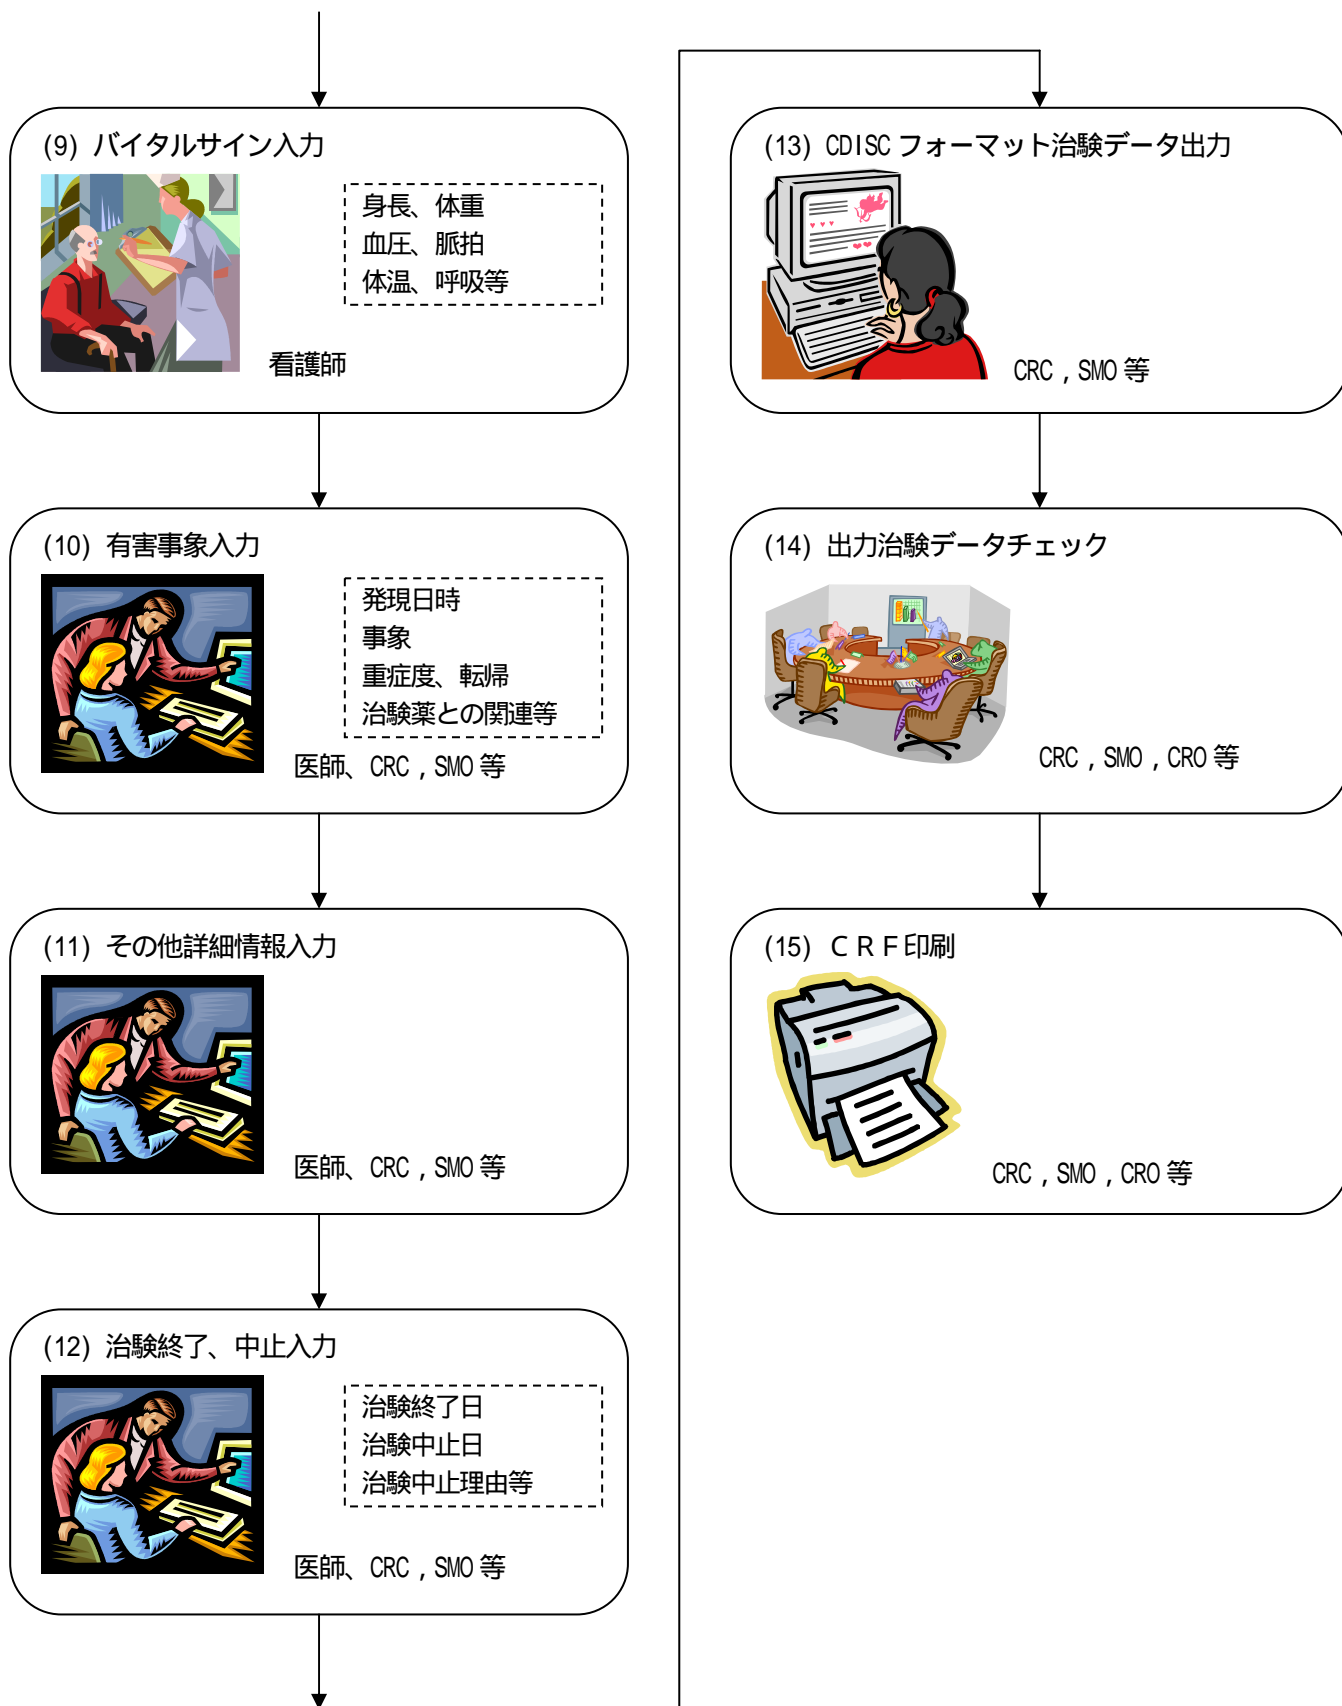 (9) バイタルサイン入力
身長、体重
血圧、脈拍
体温、呼吸等
看護師
(10) 有害事象入力
発現日時
事象
重症度、転帰
治験薬との関連等
医師、CRC , SMO 等
(11) その他詳細情報入力
医師、CRC , SMO 等
(12) 治験終了、中止入力
治験終了日
治験中止日
治験中止理由等
医師、CRC , SMO 等
(13) CDISC フォーマット治験データ出力
CRC , SMO 等
(14) 出力治験データチェック
CRC , SMO , CRO 等
(15) ＣＲＦ印刷
CRC , SMO , CRO 等